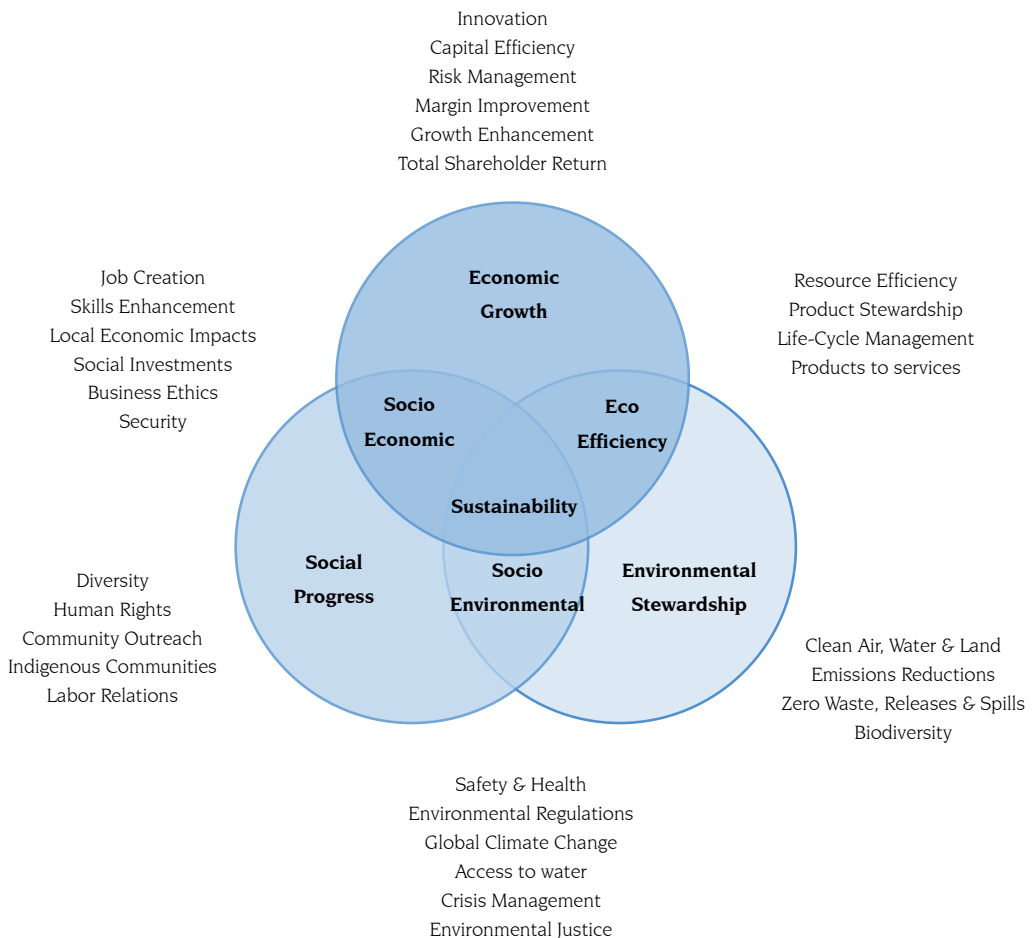 Innovation
Capital Efficiency
Risk Management
Margin Improvement
Growth Enhancement
Total Shareholder Return
Economic
Growth
Job Creation
Skills Enhancement
Local Economic Impacts
Social Investments
Business Ethics
Security
Resource Efficiency
Product Stewardship
Life-Cycle Management
Products to services
Socio
Economic
Eco
Efficiency
Sustainability
Social
Progress
Socio
Environmental
Environmental
Stewardship
Diversity
Human Rights
Community Outreach
Indigenous Communities
Labor Relations
Clean Air, Water & Land
Emissions Reductions
Zero Waste, Releases & Spills
Biodiversity
Safety & Health
Environmental Regulations
Global Climate Change
Access to water
Crisis Management
Environmental Justice